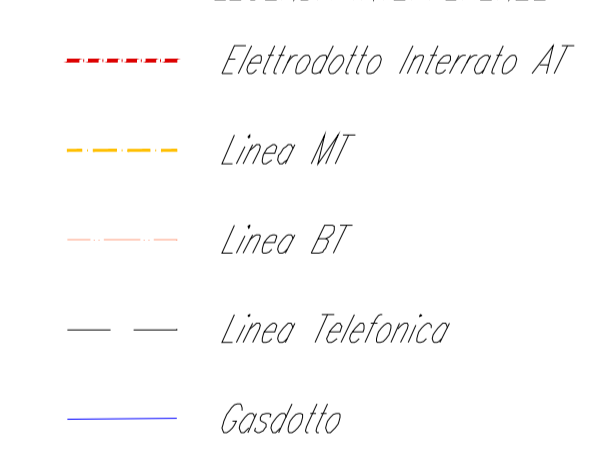 Elettrodotto Interrato AT
Linea MT
Linea BT
Linea Telefonica
Gasdotto